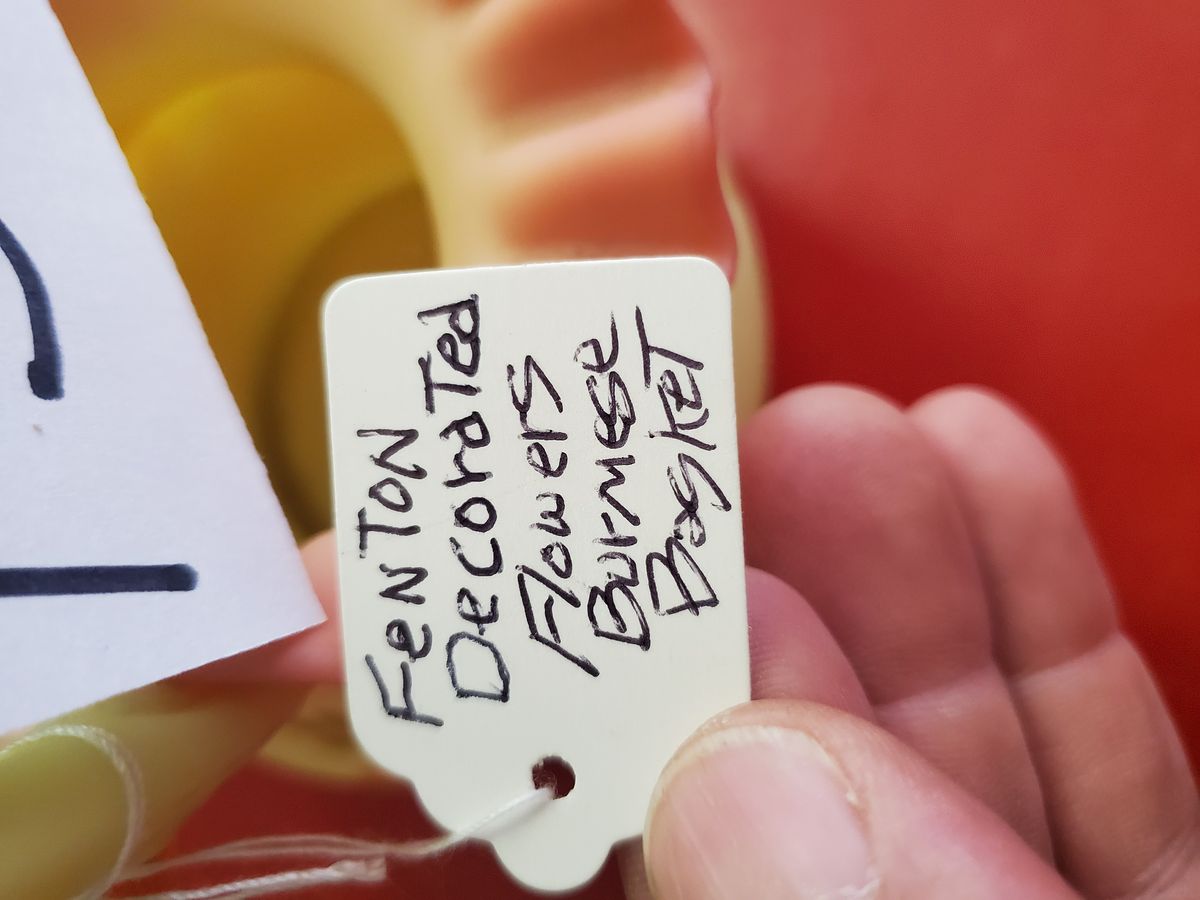 FenTON
DecoraTed
Flowers
Burmese
BasKeT